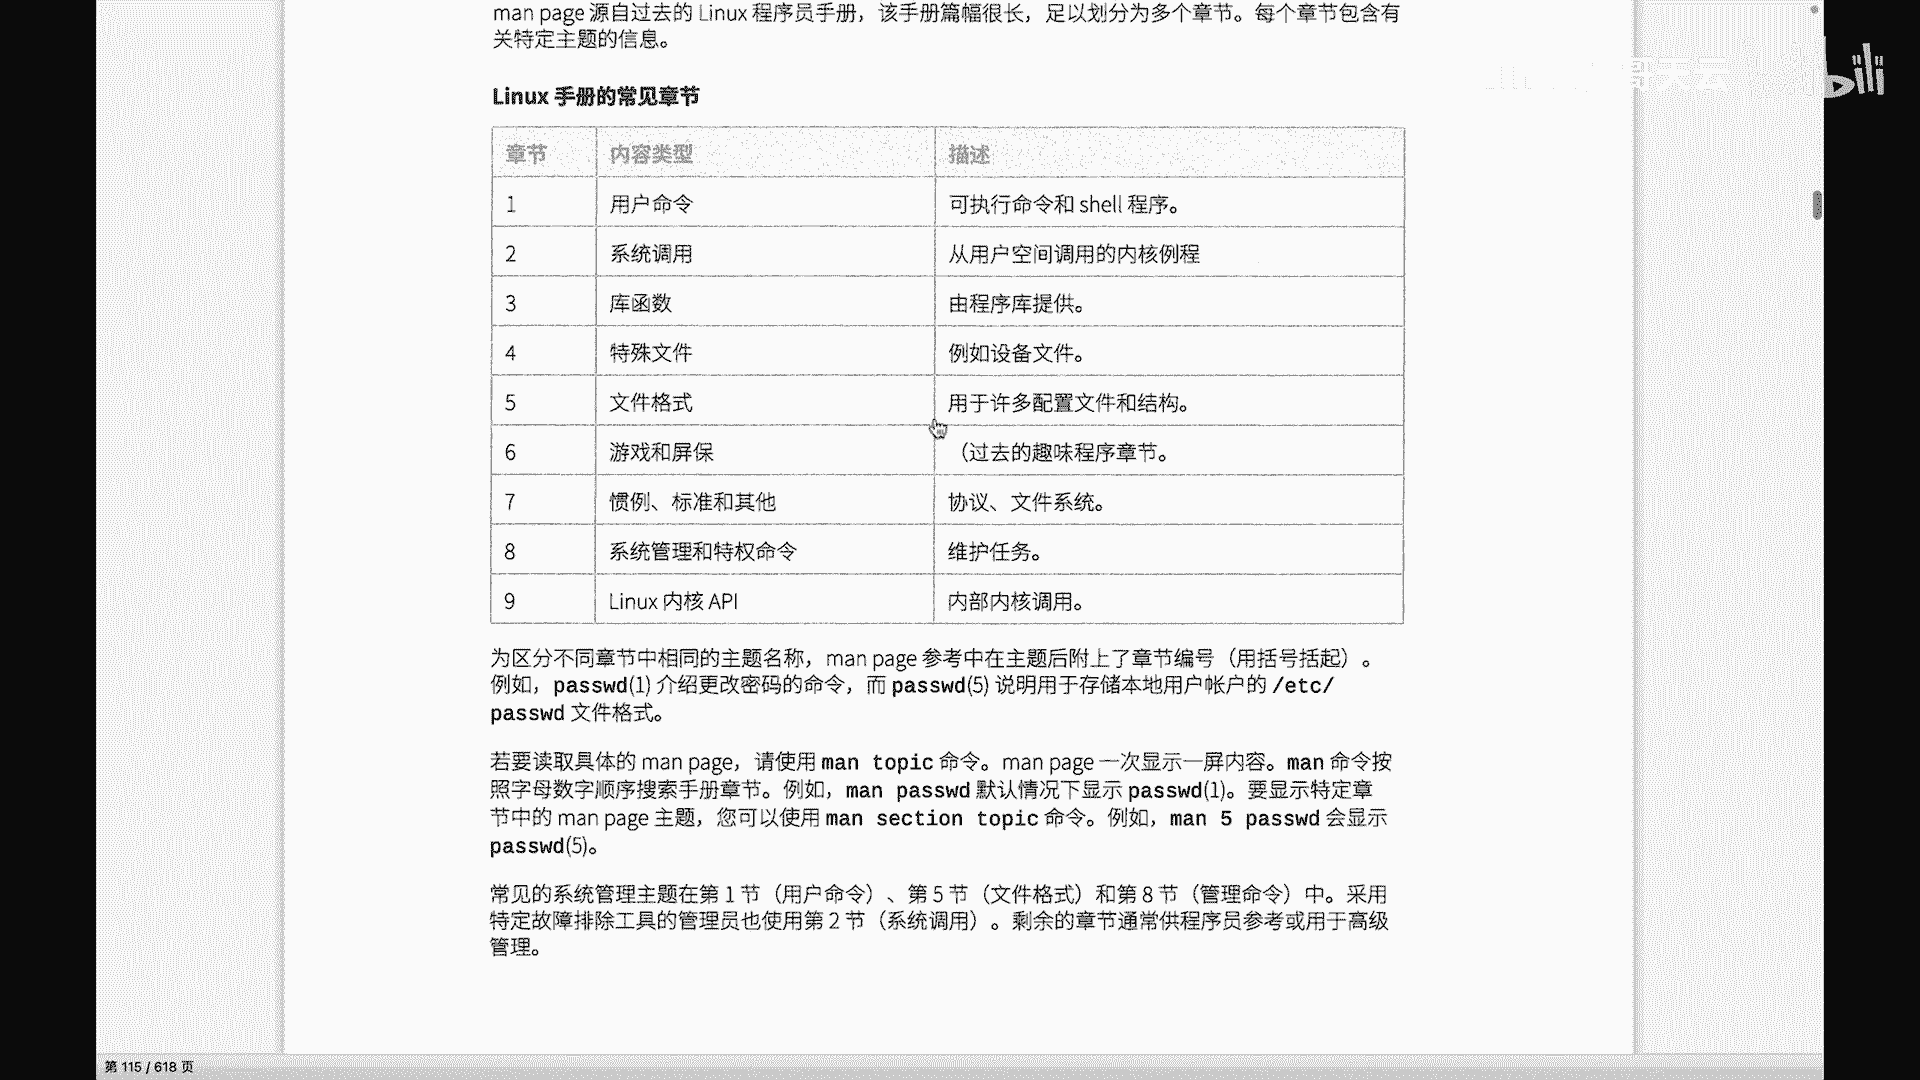 man page 源自过去的 Linux 程序员手册，该手册篇幅很长，足以划分为多个章节。每个章节包含有
关特定主题的信息。
Linux 手册的常见章节
章节 内容类型 描述
1 用户命令 可执行命令和 shell 程序。
2 系统调用 从用户空间调用的内核例程
3 库函数 由程序库提供。
4 特殊文件 例如设备文件。
5 文件格式 用于许多配置文件和结构。
6 游戏和屏保 （过去的趣味程序章节。
7 惯例、标准和其他 协议、文件系统。
8 系统管理和特权命令 维护任务。
9 Linux 内核 API 内部内核调用。
为区分不同章节中相同的主题名称，man page 参考中在主题后附上了章节编号（用括号括起）。
例如，passwd(1) 介绍更改密码的命令，而 passwd(5) 说明用于存储本地用户帐户的 /etc/
passwd 文件格式。
若要读取具体的 man page，请使用 man topic 命令。man page 一次显示一屏内容。man 命令按
照字母数字顺序搜索手册章节。例如，man passwd 默认情况下显示 passwd(1)。要显示特定章
节中的 man page 主题，您可以使用 man section topic 命令。例如，man 5 passwd 会显示
passwd(5)。
常见的系统管理主题在第 1 节（用户命令）、第 5 节（文件格式）和第 8 节（管理命令）中。采用
特定故障排除工具的管理员也使用第 2 节（系统调用）。剩余的章节通常供程序员参考或用于高级
管理。
第 115 / 618 页